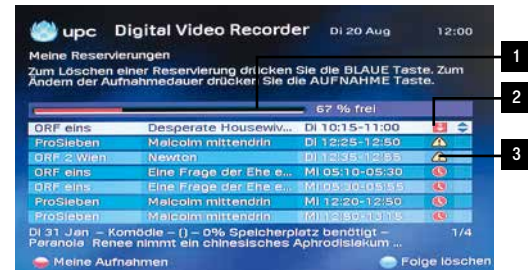 upc Digital Video Recorder Di 20 Aug 12:00
Meine Reservierungen
Zum Löschen einer Reservierung drücken Sie die BLAUE Taste. Zum
Ändern der Aufnahmedauer drücken Sie die AUFNAHME Taste.
1
67 % frei
2
ORF eins Desperate Housewiv... Di 10:15-11:00
ProSieben Malcolm mittendrin Di 12:25-12:50
ORF 2 Wien Newton Di 12:35-12:55
3
ORF eins Eine Frage der Ehe e... Mi 05:10-05:30
ORF eins Eine Frage der Ehe e... Mi 05:30-05:55
ProSieben Malcolm mittendrin Mi 12:20-12:50
ProSieben Malcolm mittendrin Mi 12:50-13:15
Di 31 Jan – Komödie – () – 0% Speicherplatz benötigt – 1/4
Paranoia Renee nimmt ein chinesisches Aphrodisiakum ...
Meine Aufnahmen Folge löschen